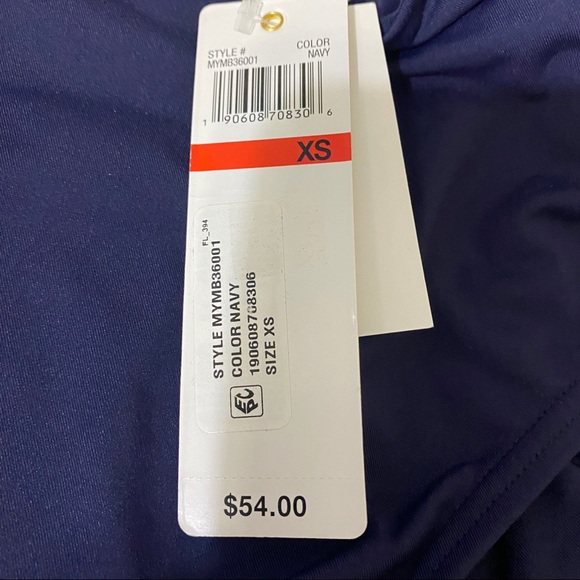 STYLE # COLOR
MYMB36001 NAVY
1 90608 70830 6
XS
FL_394
STYLE MYMB36001
COLOR NAVY
190608708306
SIZE XS
EPC
$54.00